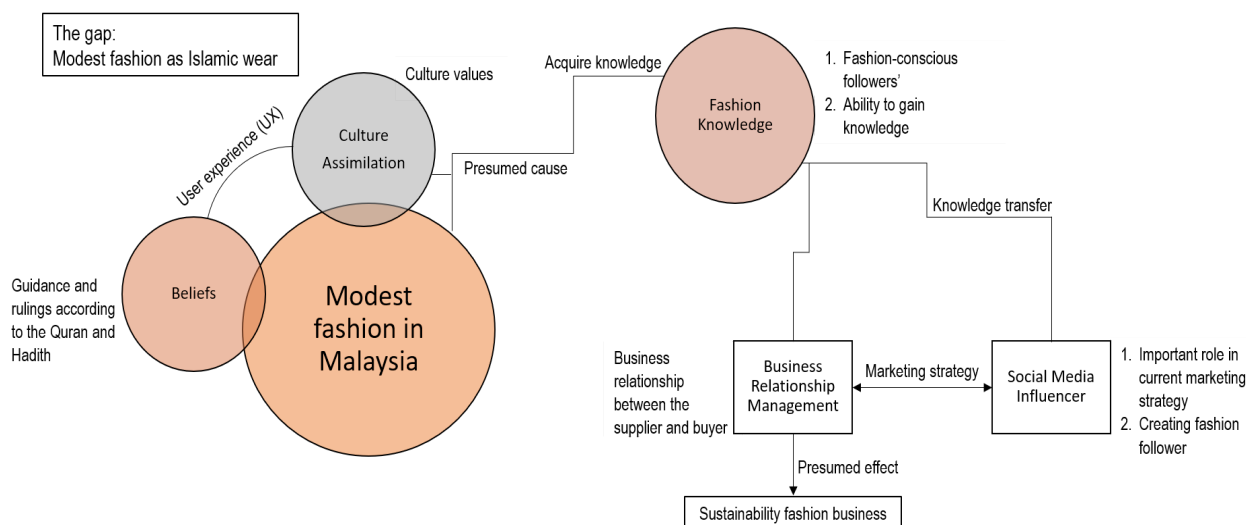 The gap:
Modest fashion as Islamic wear
Culture values
User experience (UX)
Culture
Assimilation
Beliefs
Guidance and
rulings according
to the Quran and
Hadith
Modest
fashion in
Malaysia
Presumed cause
Acquire knowledge
Fashion
Knowledge
1. Fashion-conscious
followers'
2. Ability to gain
knowledge
Knowledge transfer
Business
relationship
between the
supplier and buyer
Business
Relationship
Management
Marketing strategy
Social Media
Influencer
1. Important role in
current marketing
strategy
2. Creating fashion
follower
Presumed effect
Sustainability fashion business